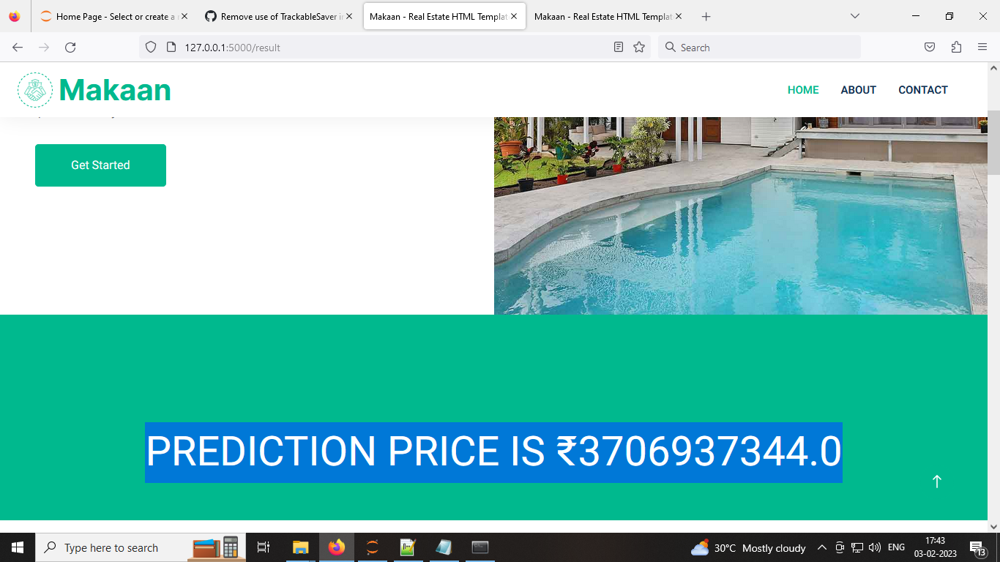 Home Page - Select or create a n
Remove use of TrackableSaver in
Makaan - Real Estate HTML Templat
Makaan - Real Estate HTML Templat
127.0.0.1:5000/result
Search
Makaan
HOME
ABOUT
CONTACT
Get Started
PREDICTION PRICE IS ₹3706937344.0
Type here to search
30°C Mostly cloudy
ENG
17:43
03-02-2023
13